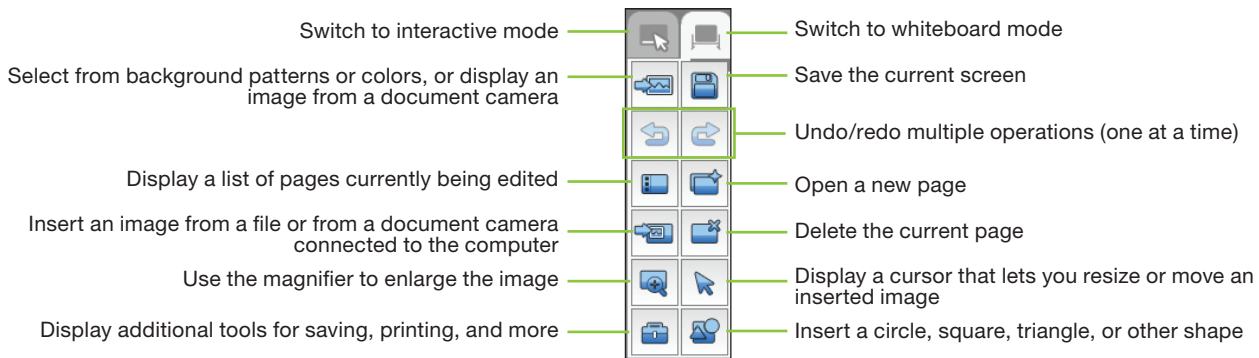 Switch to interactive mode
Switch to whiteboard mode
Select from background patterns or colors, or display an
image from a document camera
Save the current screen
Undo/redo multiple operations (one at a time)
Display a list of pages currently being edited
Open a new page
Insert an image from a file or from a document camera
connected to the computer
Delete the current page
Use the magnifier to enlarge the image
Display a cursor that lets you resize or move an
inserted image
Display additional tools for saving, printing, and more
Insert a circle, square, triangle, or other shape